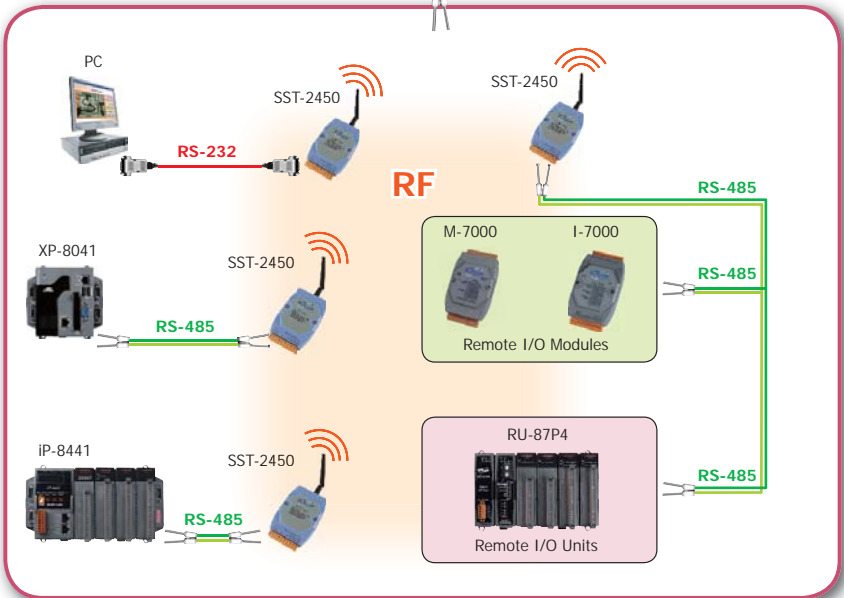 PC
SST-2450
SST-2450
RS-232
RF
RS-485
M-7000
I-7000
XP-8041
SST-2450
RS-485
RS-485
Remote I/O Modules
RU-87P4
iP-8441
SST-2450
RS-485
RS-485
Remote I/O Units